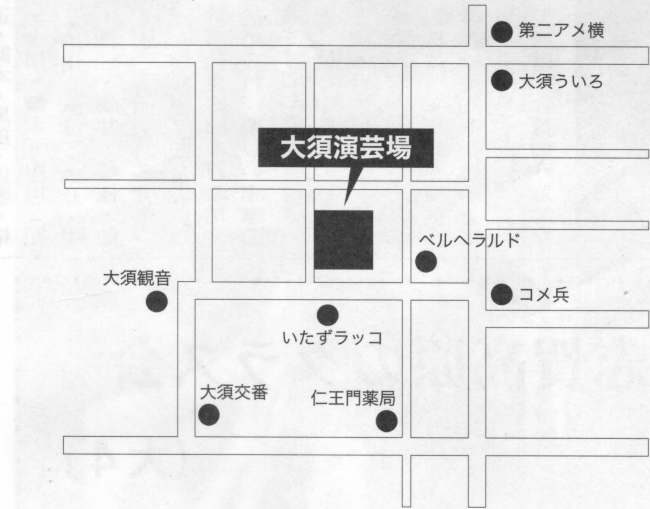 第二アメ横
大須ういろ
大須演芸場
ベルヘラルド
大須観音
コメ兵
いたずラッコ
大須交番
仁王門薬局